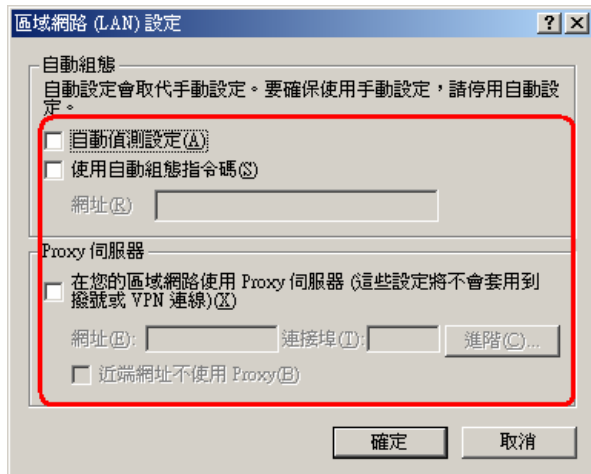 區域網路 (LAN) 設定
自動組態
自動設定會取代手動設定。要確保使用手動設定，請停用自動設
定。
自動偵測設定(A)
使用自動組態指令碼(S)
網址(R)
Proxy 伺服器
在您的區域網路使用 Proxy 伺服器 (這些設定將不會套用到
撥號或 VPN 連線)(X)
網址(E): 連接埠(T): 進階(C)...
近端網址不使用 Proxy(B)
確定 取消